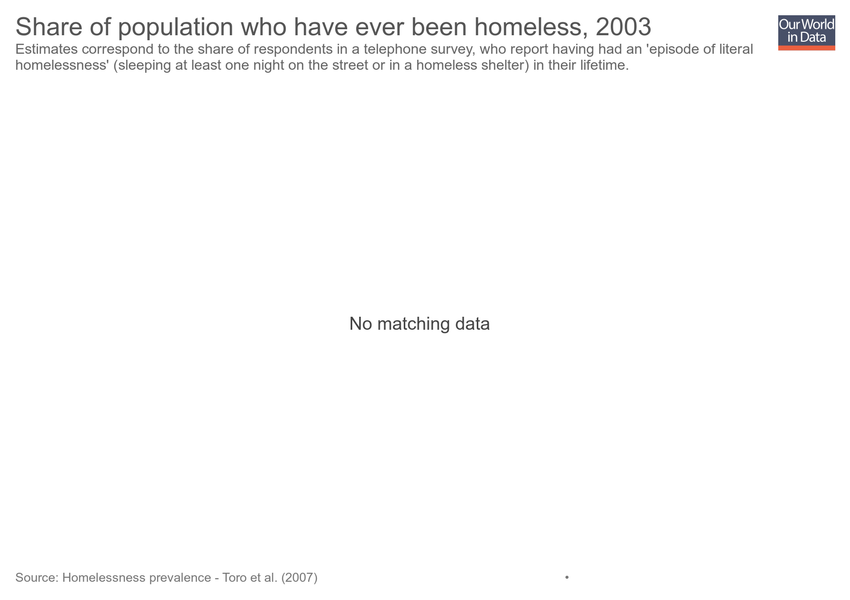 Share of population who have ever been homeless, 2003
Our World
in Data
Estimates correspond to the share of respondents in a telephone survey, who report having had an 'episode of literal
homelessness' (sleeping at least one night on the street or in a homeless shelter) in their lifetime.
No matching data
Source: Homelessness prevalence - Toro et al. (2007)
•